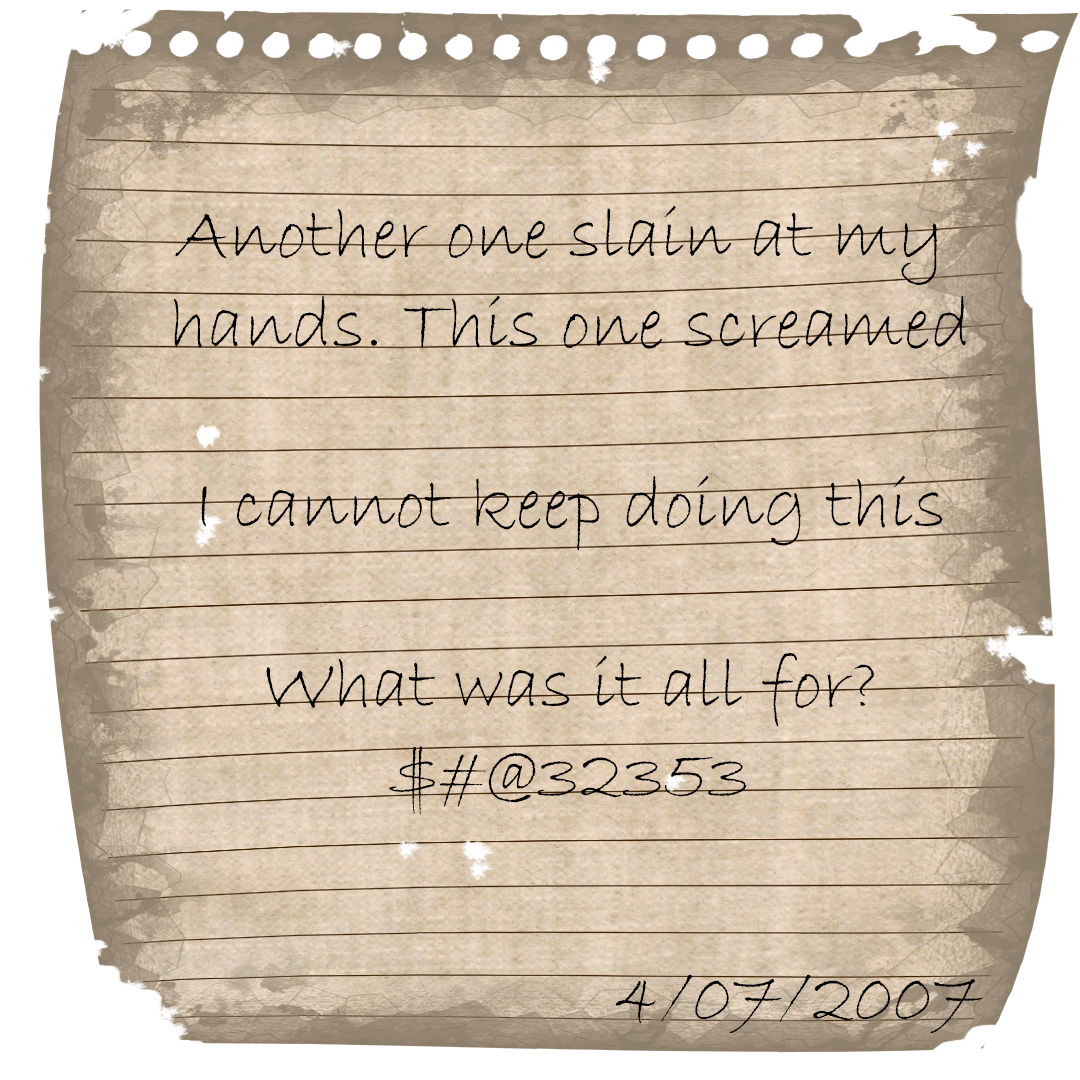 Another one slain at my
hands. This one screamed
I cannot keep doing this
What was it all for?
$#@32353
4/07/2007